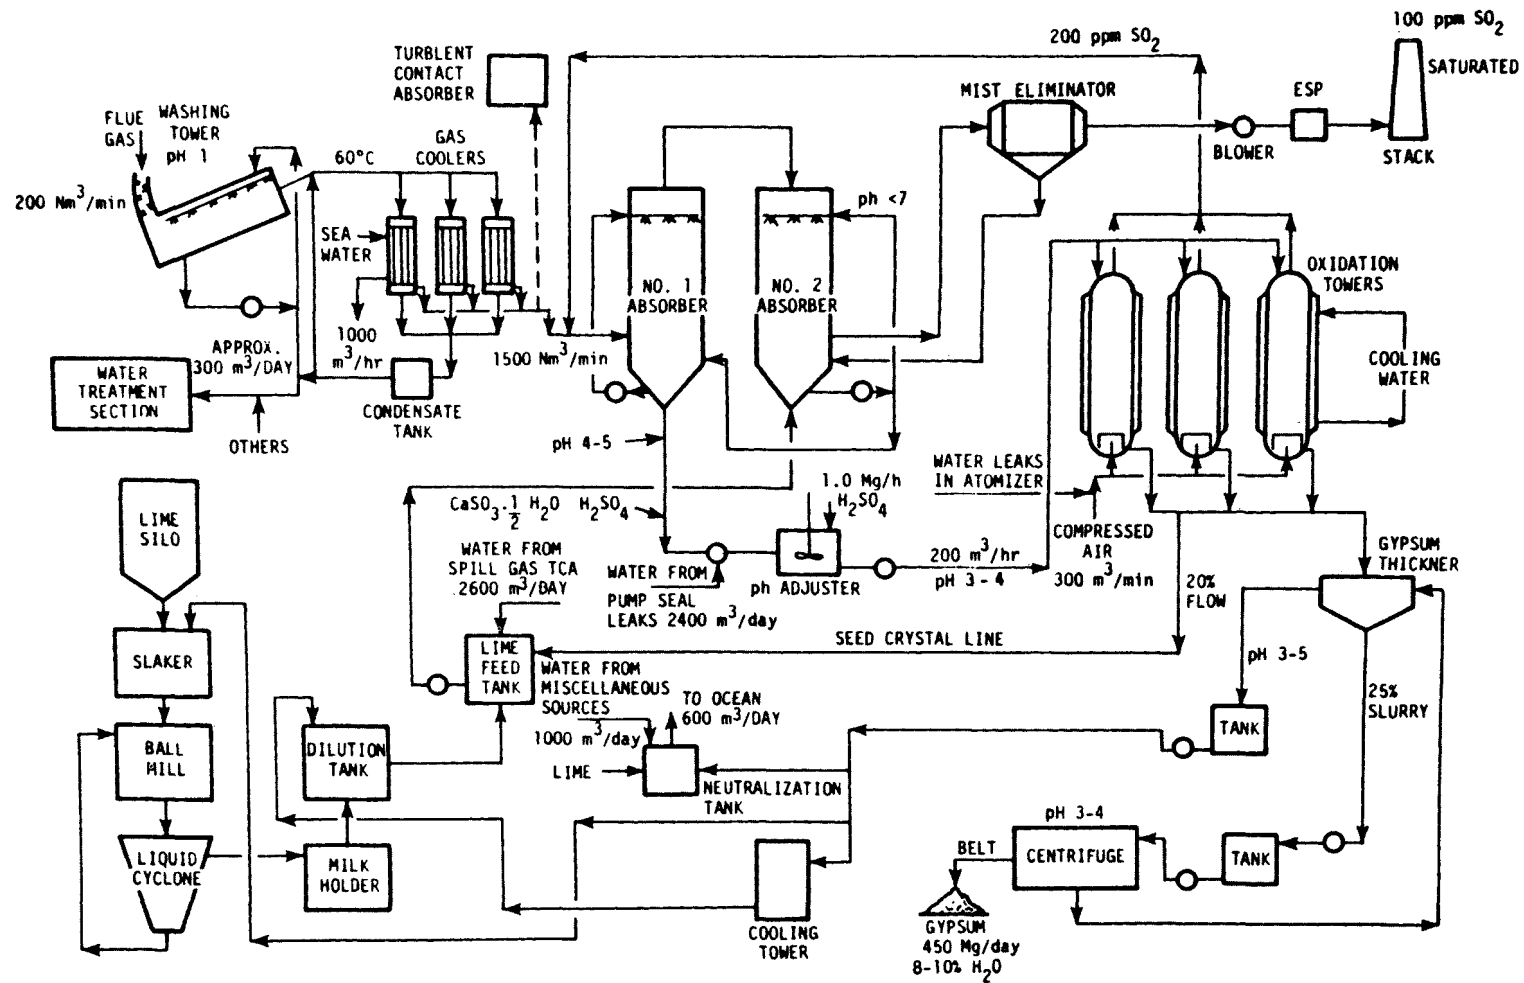 100 ppm SO2
SATURATED
STACK
200 ppm SO2
TURBLENT
CONTACT
ABSORBER
MIST ELIMINATOR
ESP
BLOWER
FLUE
GAS
WASHING
TOWER
pH 1
60°C
GAS
COOLERS
200 Nm3/min
SEA
WATER
ph <7
NO. 1
ABSORBER
NO. 2
ABSORBER
OXIDATION
TOWERS
1000
m3/hr
1500 Nm3/min
APPROX.
300 m3/DAY
WATER
TREATMENT
SECTION
OTHERS
CONDENSATE
TANK
COOLING
WATER
pH 4-5
WATER LEAKS
IN ATOMIZER
CaSO3·1/2 H2O
H2SO4
1.0 Mg/h
H2SO4
COMPRESSED
AIR
300 m3/min
LIME
SILO
WATER FROM
SPILL GAS TCA
2600 m3/DAY
WATER FROM
PUMP SEAL
LEAKS 2400 m3/day
ph ADJUSTER
200 m3/hr
pH 3-4
20%
FLOW
GYPSUM
THICKNER
SEED CRYSTAL LINE
SLAKER
LIME
FEED
TANK
WATER FROM
MISCELLANEOUS
SOURCES
1000 m3/day
TO OCEAN
600 m3/DAY
pH 3-5
25%
SLURRY
TANK
BALL
MILL
DILUTION
TANK
LIME
NEUTRALIZATION
TANK
pH 3-4
LIQUID
CYCLONE
MILK
HOLDER
BELT
CENTRIFUGE
TANK
COOLING
TOWER
GYPSUM
450 Mg/day
8-10% H2O